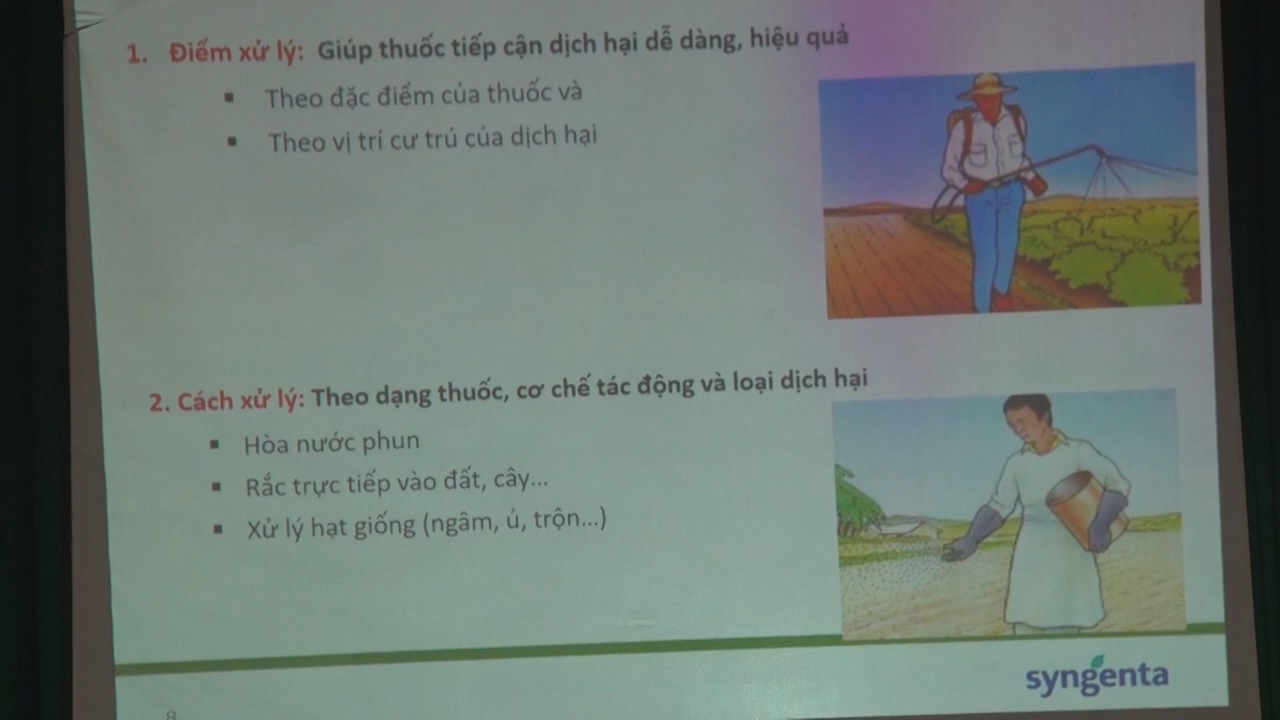 1. Điểm xử lý: Giúp thuốc tiếp cận dịch hại dễ dàng, hiệu quả
▪ Theo đặc điểm của thuốc và
▪ Theo vị trí cư trú của dịch hại
2. Cách xử lý: Theo dạng thuốc, cơ chế tác động và loại dịch hại
▪ Hòa nước phun
▪ Rắc trực tiếp vào đất, cây...
▪ Xử lý hạt giống (ngâm, ủ, trộn...)
syngenta
8